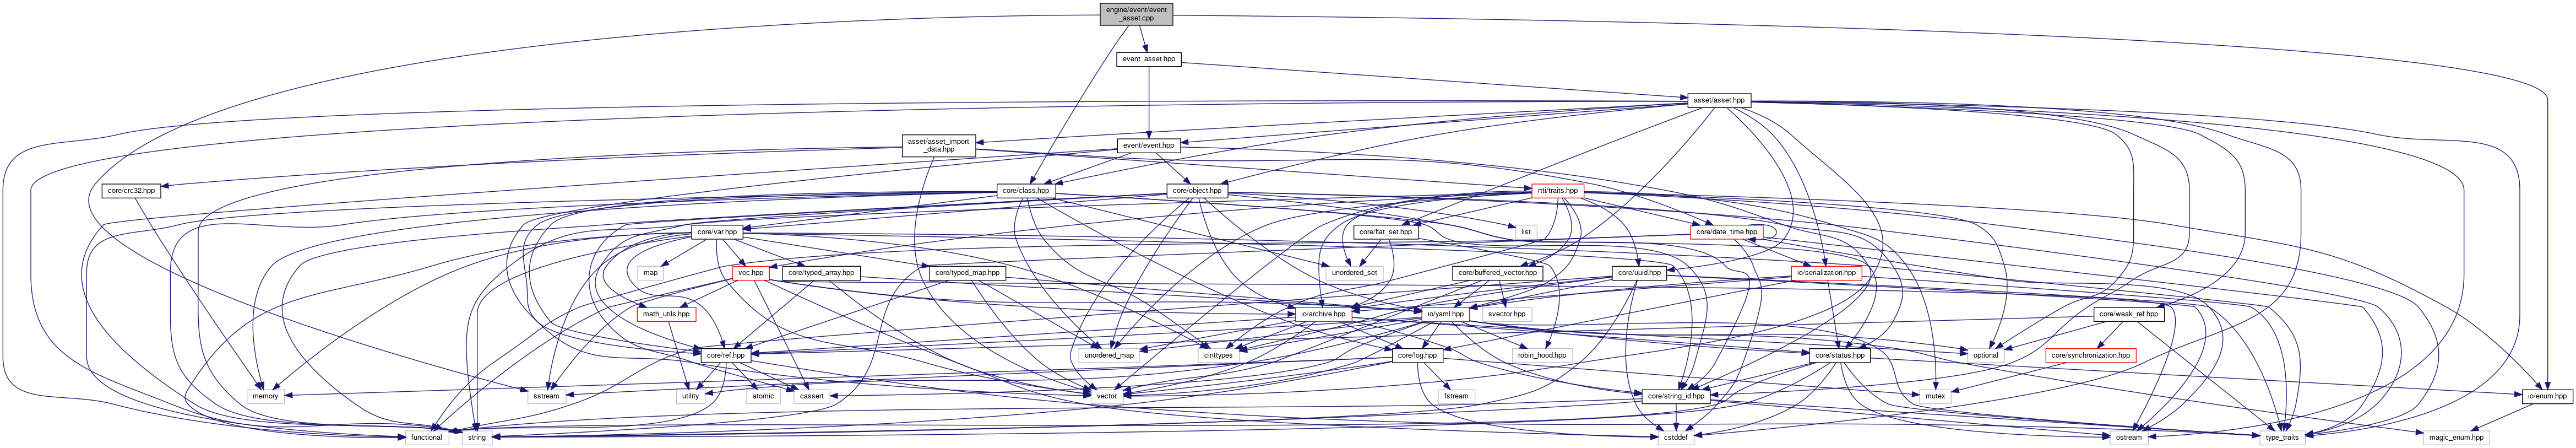 engine/event/event
_asset.cpp
event_asset.hpp
asset/asset.hpp
asset/asset_import
_data.hpp
event/event.hpp
core/crc32.hpp
core/class.hpp
core/object.hpp
rtti/traits.hpp
core/var.hpp
list
core/flat_set.hpp
core/date_time.hpp
map
vec.hpp
core/typed_array.hpp
core/typed_map.hpp
unordered_set
core/buffered_vector.hpp
core/uuid.hpp
io/serialization.hpp
math_utils.hpp
io/archive.hpp
io/yaml.hpp
svector.hpp
core/weak_ref.hpp
core/ref.hpp
unordered_map
cinttypes
core/log.hpp
robin_hood.hpp
core/status.hpp
optional
core/synchronization.hpp
memory
sstream
utility
atomic
cassert
vector
fstream
core/string_id.hpp
mutex
io/enum.hpp
functional
string
cstddef
ostream
type_traits
magic_enum.hpp